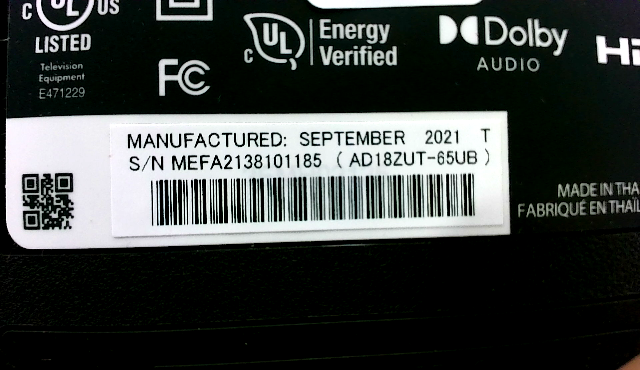 C UL US
LISTED
Television
Equipment
E471229
FC
C UL
Energy
Verified
Dolby
AUDIO
MANUFACTURED: SEPTEMBER 2021 T
S/N MEFA2138101185 ( AD18ZUT-65UB )
MADE IN THA
FABRIQUÉ EN THAÏL